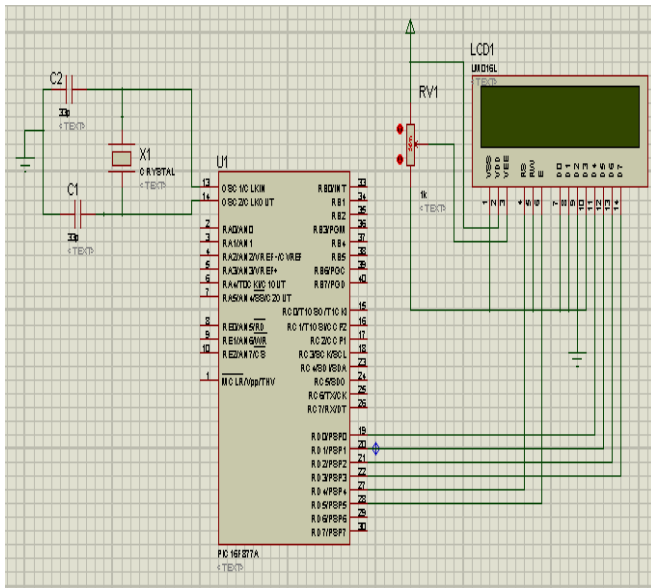 C2
33p
<TEXT>
X1
CRYSTAL
<TEXT>
C1
33p
<TEXT>
U1
13 OSC1/CLKIN
14 OSC2/CLKOUT
2 RA0/AN0
3 RA1/AN1
4 RA2/AN2/VREF-/CVREF
5 RA3/AN3/VREF+
6 RA4/T0CKI/C1OUT
7 RA5/AN4/SS/C2OUT
8 RE0/AN5/RD
9 RE1/AN6/WR
10 RE2/AN7/CS
1 MCLR/Vpp/THV
RB0/INT 33
RB1 34
RB2 35
RB3/PGM 36
RB4 37
RB5 38
RB6/PGC 39
RB7/PGD 40
RC0/T1OSO/T1CKI 15
RC1/T1OSI/CCP2 16
RC2/CCP1 17
RC3/SCK/SCL 18
RC4/SDI/SDA 23
RC5/SDO 24
RC6/TX/CK 25
RC7/RX/DT 26
RD0/PSP0 19
RD1/PSP1 20
RD2/PSP2 21
RD3/PSP3 22
RD4/PSP4 27
RD5/PSP5 28
RD6/PSP6 29
RD7/PSP7 30
PIC16F877A
<TEXT>
RV1
1k
<TEXT>
LCD1
LM016L
<TEXT>
VSS VDD VEE RS RW E D0 D1 D2 D3 D4 D5 D6 D7
1 2 3 4 5 6 7 8 9 10 11 12 13 14